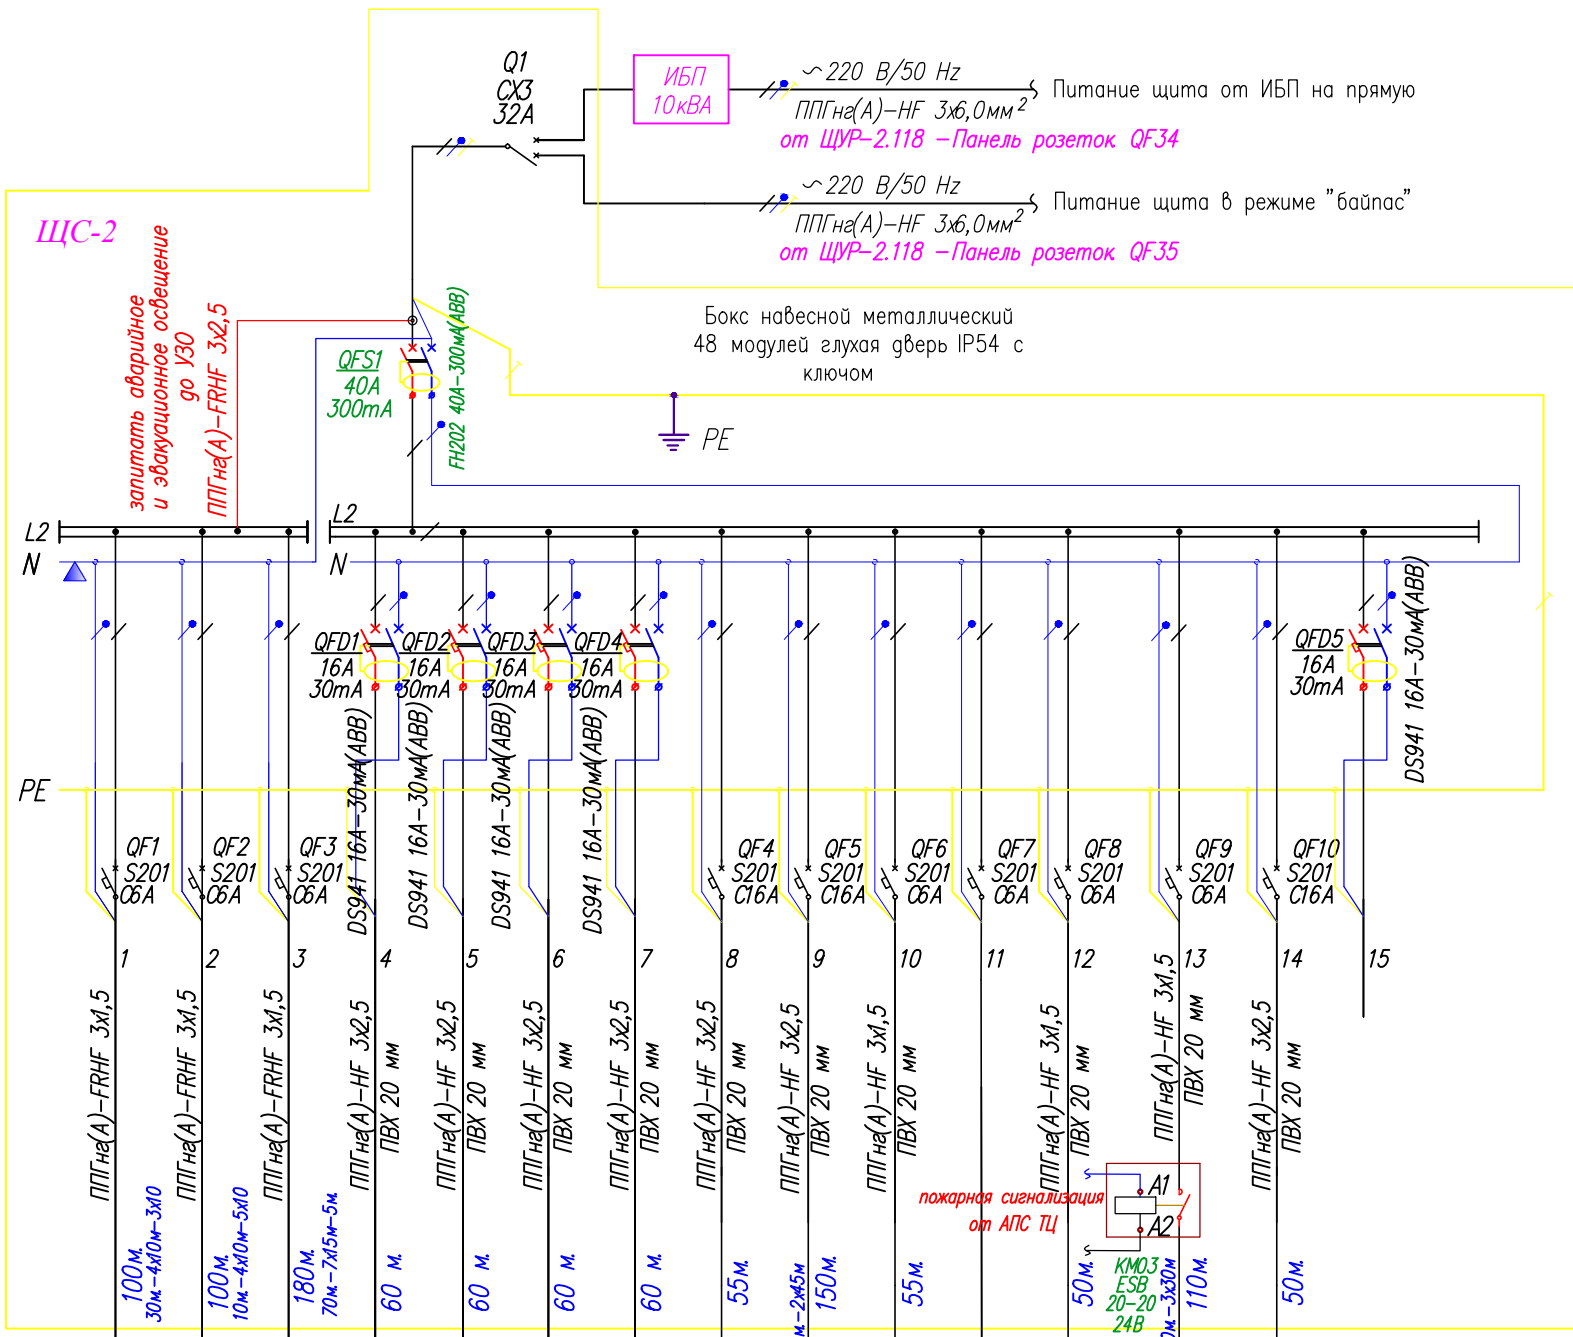 Q1
СХ3
32А
ИБП
10кВА
~220 В/50 Hz
ППГнг(А)-HF 3х6,0мм²
от ЩУР-2.118 -Панель розеток QF34
Питание щита от ИБП на прямую
~220 В/50 Hz
ППГнг(А)-HF 3х6,0мм²
от ЩУР-2.118 -Панель розеток QF35
Питание щита в режиме "байпас"
ЩС-2
запитать аварийное
и эвакуационное освещение
до УЗО
ППГнг(А)-FRHF 3х2,5
QFS1
40А
300mA
FH202 40А-300мА(АВВ)
Бокс навесной металлический
48 модулей глухая дверь IP54 с
ключом
PE
L2
N
L2
N
PE
QFD1
16А
30mA
DS941 16А-30мА(АВВ)
QFD2
16А
30mA
DS941 16А-30мА(АВВ)
QFD3
16А
30mA
DS941 16А-30мА(АВВ)
QFD4
16А
30mA
DS941 16А-30мА(АВВ)
QFD5
16А
30mA
DS941 16А-30мА(АВВ)
QF1
S201
C6A
QF2
S201
C6A
QF3
S201
C6A
QF4
S201
C16A
QF5
S201
C16A
QF6
S201
C6A
QF7
S201
C6A
QF8
S201
C6A
QF9
S201
C6A
QF10
S201
C16A
1
2
3
4
5
6
7
8
9
10
11
12
13
14
15
ППГнг(А)-FRHF 3х1,5
100м.
30м.-4х10м-3х10
ППГнг(А)-FRHF 3х1,5
100м.
10м.-4х10м-5х10
ППГнг(А)-FRHF 3х1,5
180м.
70м.-7х15м-5м.
ППГнг(А)-HF 3х2,5
ПВХ 20 мм
60 м.
ППГнг(А)-HF 3х2,5
ПВХ 20 мм
60 м.
ППГнг(А)-HF 3х2,5
ПВХ 20 мм
60 м.
ППГнг(А)-HF 3х2,5
ПВХ 20 мм
60 м.
ППГнг(А)-HF 3х2,5
ПВХ 20 мм
55м.
ППГнг(А)-HF 3х2,5
ПВХ 20 мм
м.-2х45м
150м.
ППГнг(А)-HF 3х1,5
ПВХ 20 мм
55м.
ППГнг(А)-HF 3х1,5
ПВХ 20 мм
50м.
ППГнг(А)-HF 3х1,5
ПВХ 20 мм
м.-3х30м
110м.
ППГнг(А)-HF 3х2,5
ПВХ 20 мм
50м.
пожарная сигнализация
от АПС ТЦ
A1
A2
КМ03
ESB
20-20
24В